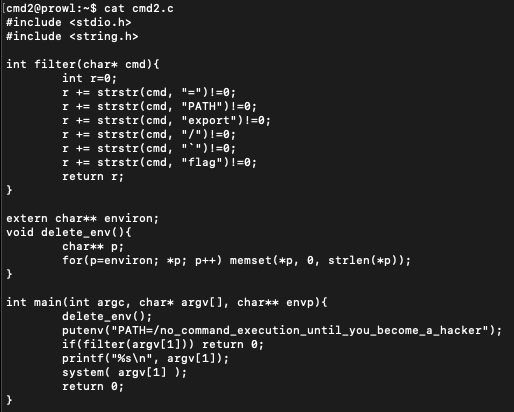 cmd2@prowl:~$ cat cmd2.c
#include <stdio.h>
#include <string.h>

int filter(char* cmd){
        int r=0;
        r += strstr(cmd, "=")!=0;
        r += strstr(cmd, "PATH")!=0;
        r += strstr(cmd, "export")!=0;
        r += strstr(cmd, "/")!=0;
        r += strstr(cmd, "`")!=0;
        r += strstr(cmd, "flag")!=0;
        return r;
}

extern char** environ;
void delete_env(){
        char** p;
        for(p=environ; *p; p++) memset(*p, 0, strlen(*p));
}

int main(int argc, char* argv[], char** envp){
        delete_env();
        putenv("PATH=/no_command_execution_until_you_become_a_hacker");
        if(filter(argv[1])) return 0;
        printf("%s\n", argv[1]);
        system( argv[1] );
        return 0;
}